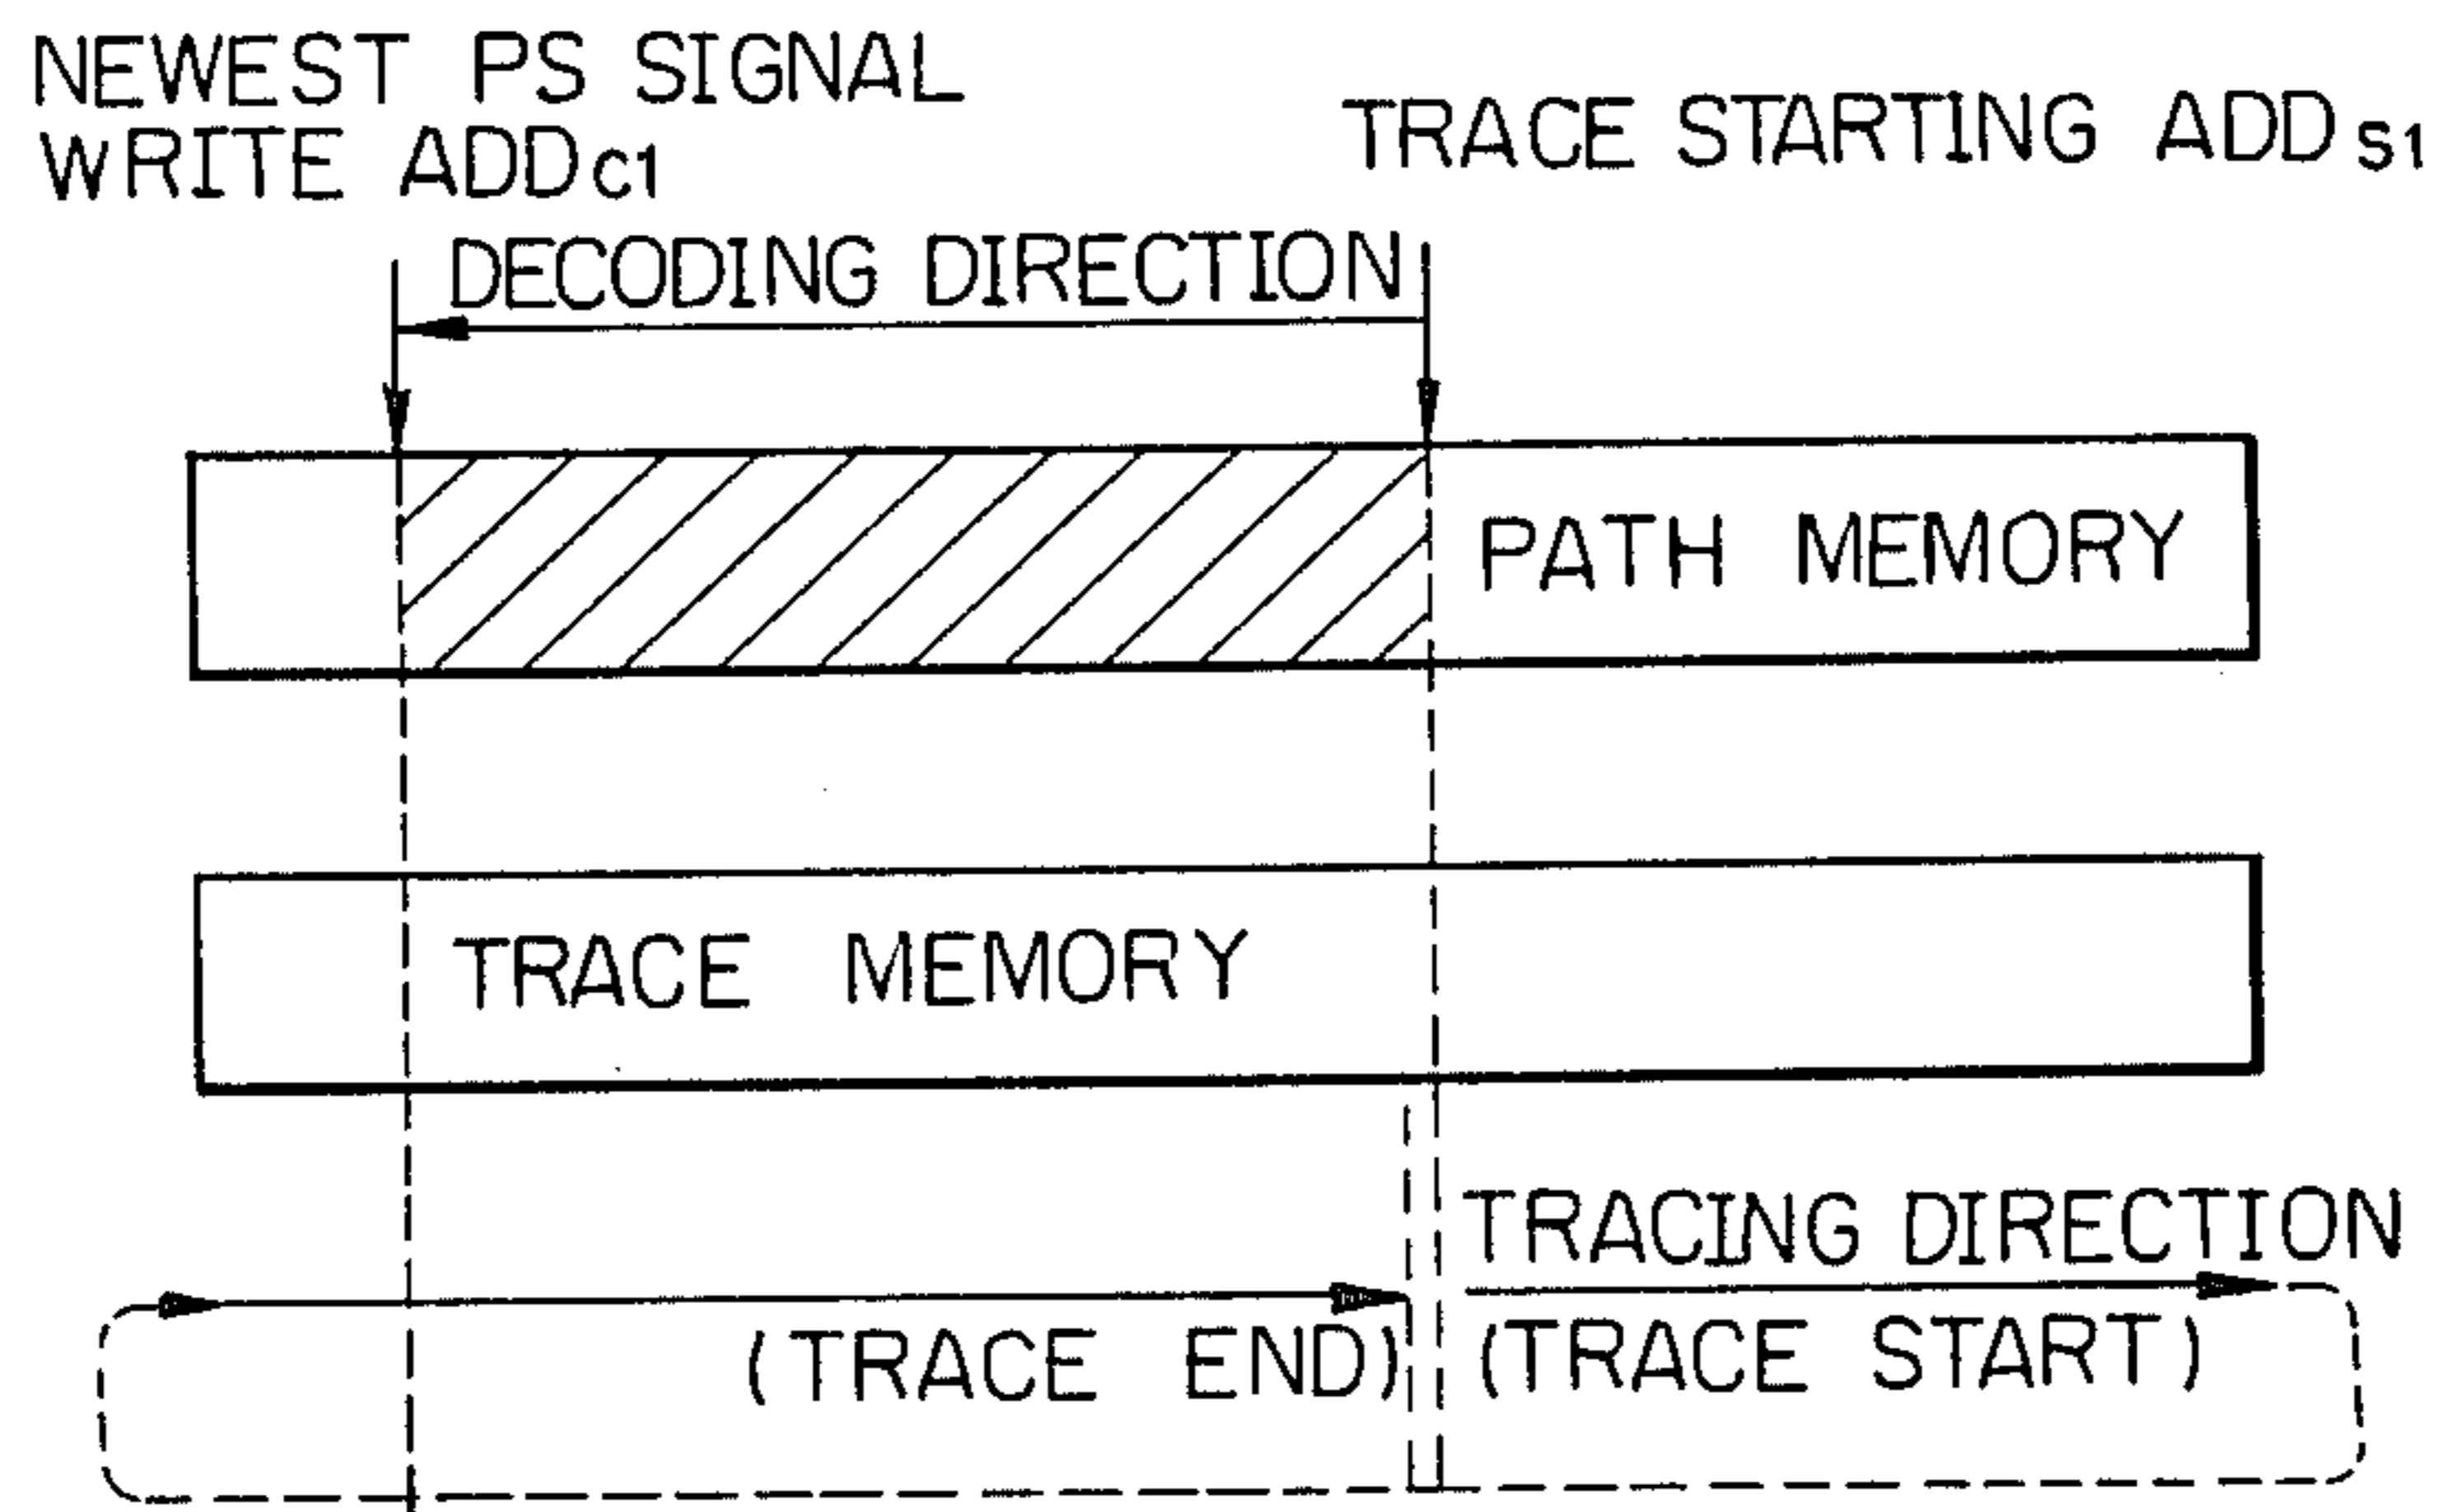 NEWEST PS SIGNAL
WRITE ADDc1
TRACE STARTING ADDs1
DECODING DIRECTION
PATH MEMORY
TRACE MEMORY
TRACING DIRECTION
(TRACE END)
(TRACE START)